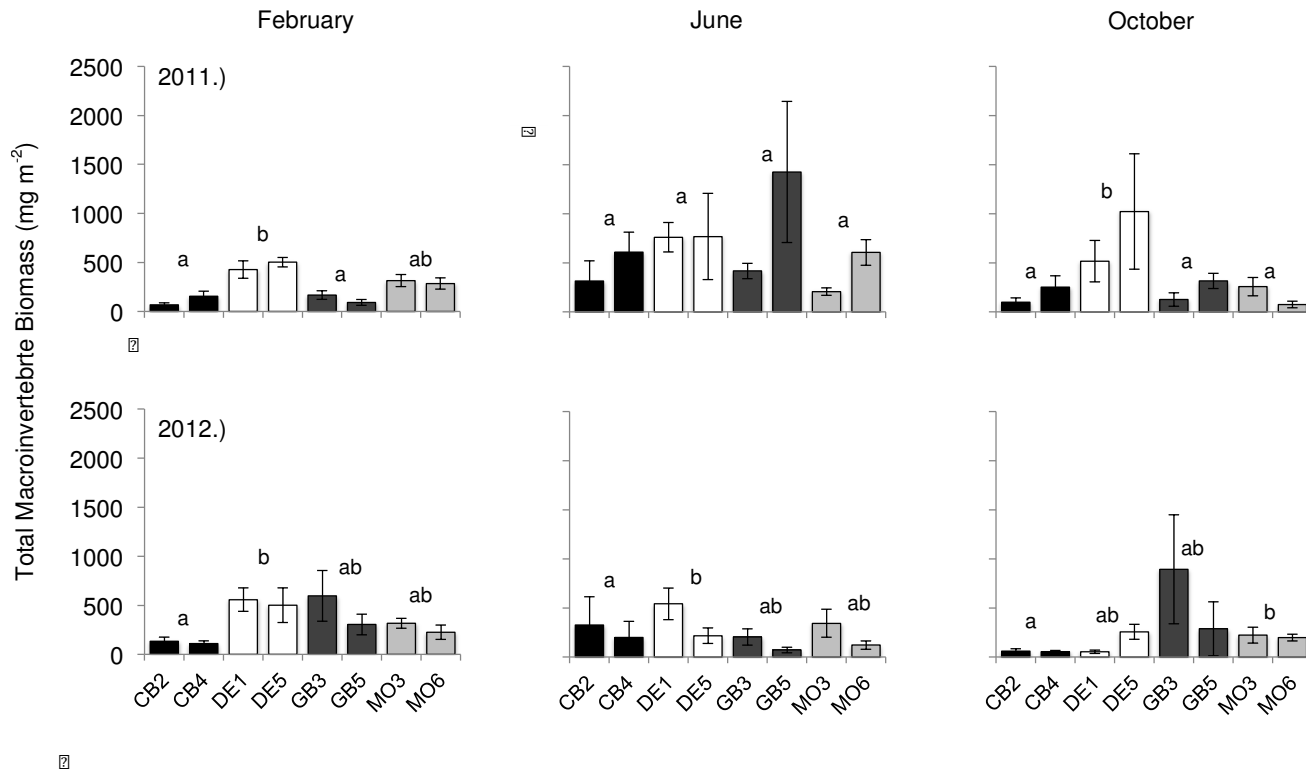 February June October
Total Macroinvertebrte Biomass (mg m-2)
2500 2011.)
2000
1500
1000
500
0
a b a ab
a a a a
a b a a
2500 2012.)
2000
1500
1000
500
0
a b ab ab
a b ab ab
a ab ab b
CB2 CB4 DE1 DE5 GB3 GB5 MO3 MO6
CB2 CB4 DE1 DE5 GB3 GB5 MO3 MO6
CB2 CB4 DE1 DE5 GB3 GB5 MO3 MO6